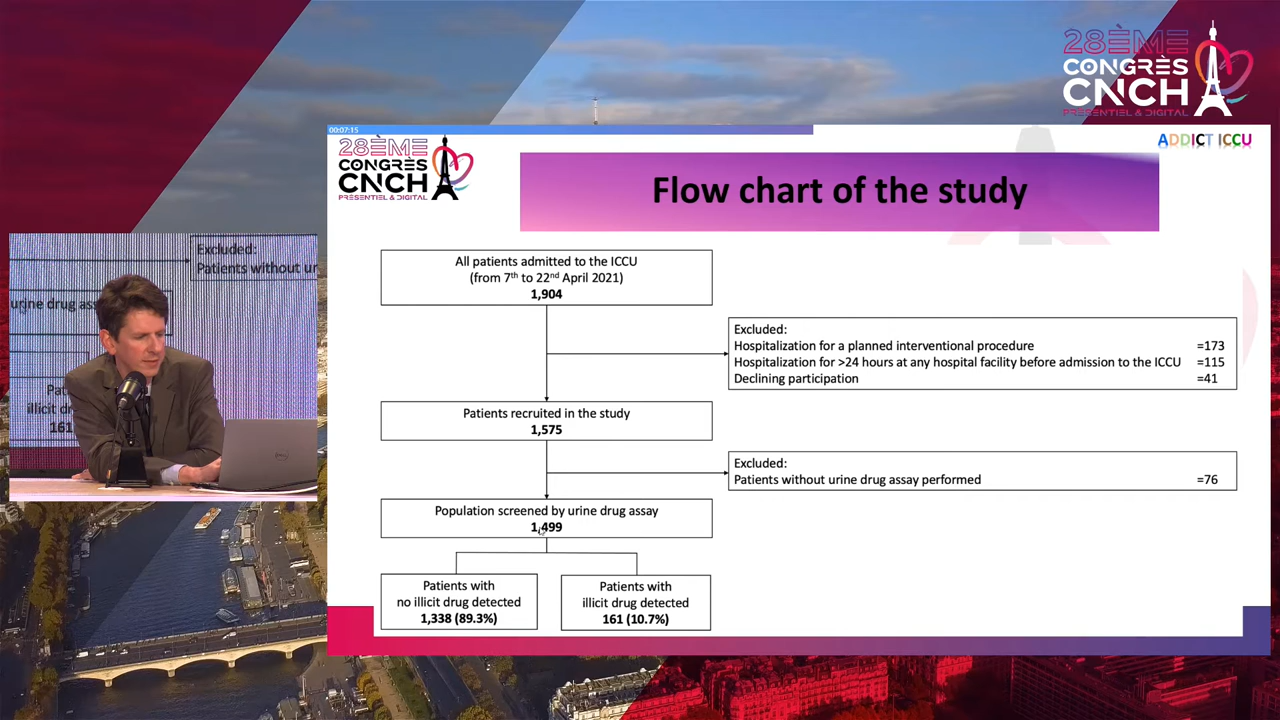 28ÈME
CONGRÈS
CNCH
PRÉSENTIEL & DIGITAL
00:07:15
28ÈME
CONGRÈS
CNCH
PRÉSENTIEL & DIGITAL
ADDICT ICCU
Flow chart of the study
All patients admitted to the ICCU
(from 7th to 22nd April 2021)
1,904
Excluded:
Hospitalization for a planned interventional procedure =173
Hospitalization for >24 hours at any hospital facility before admission to the ICCU =115
Declining participation =41
Patients recruited in the study
1,575
Excluded:
Patients without urine drug assay performed =76
Population screened by urine drug assay
1,499
Patients with
no illicit drug detected
1,338 (89.3%)
Patients with
illicit drug detected
161 (10.7%)
Excluded:
Patients without ur
urine drug as
Pa
illicit dr
161
DELL